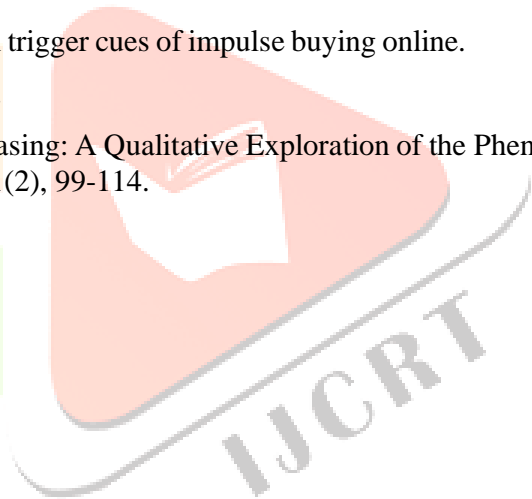 trigger cues of impulse buying online.
asing: A Qualitative Exploration of the Phen
(2), 99-114.
IJCRT